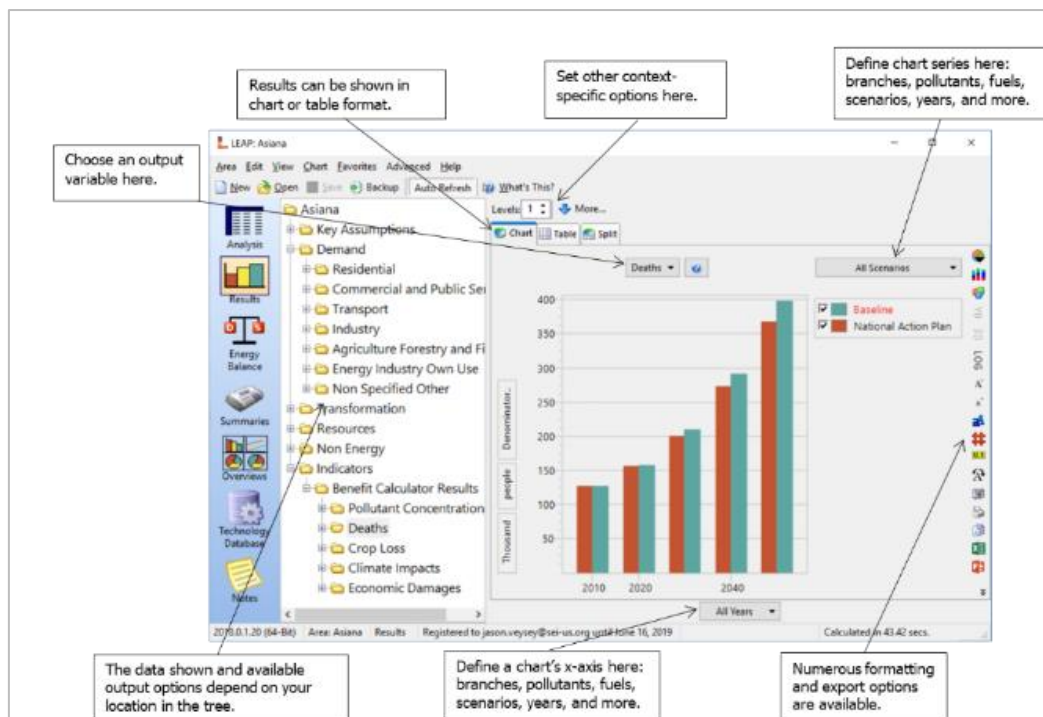 Results can be shown in
chart or table format.
Set other context-
specific options here.
Define chart series here:
branches, pollutants, fuels,
scenarios, years, and more.
Choose an output
variable here.
LEAP: Asiana
Area Edit View Chart Favorites Advanced Help
New Open Save Backup Auto Refresh What's This?
Analysis
Results
Energy
Balance
Summaries
Overviews
Technology
Database
Notes
Asiana
Key Assumptions
Demand
Residential
Commercial and Public Ser
Transport
Industry
Agriculture Forestry and Fi
Energy Industry Own Use
Non Specified Other
Transformation
Resources
Non Energy
Indicators
Benefit Calculator Results
Pollutant Concentration
Deaths
Crop Loss
Climate Impacts
Economic Damages
Levels: 1 More...
Chart Table Split
Deaths
All Scenarios
Baseline
National Action Plan
400
350
300
250
200
150
100
50
Denominator..
people
Thousand
2010 2020 2040
All Years
LOG
2018.0.1.20 (64-Bit) Area: Asiana Results Registered to jason.veysey@sei-us.org until June 16, 2019 Calculated in 43.42 secs.
The data shown and available
output options depend on your
location in the tree.
Define a chart's x-axis here:
branches, pollutants, fuels,
scenarios, years, and more.
Numerous formatting
and export options
are available.